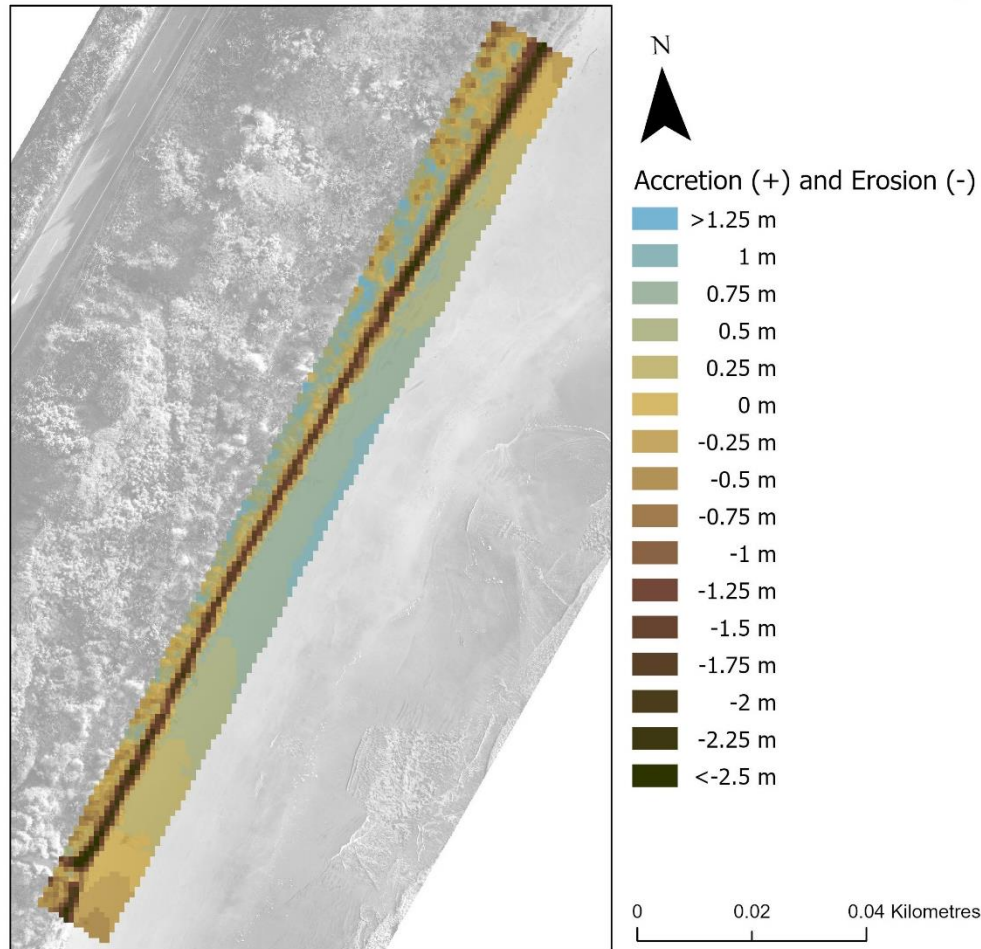 N
Accretion (+) and Erosion (-)
>1.25 m
1 m
0.75 m
0.5 m
0.25 m
0 m
-0.25 m
-0.5 m
-0.75 m
-1 m
-1.25 m
-1.5 m
-1.75 m
-2 m
-2.25 m
<-2.5 m
0 0.02 0.04 Kilometres